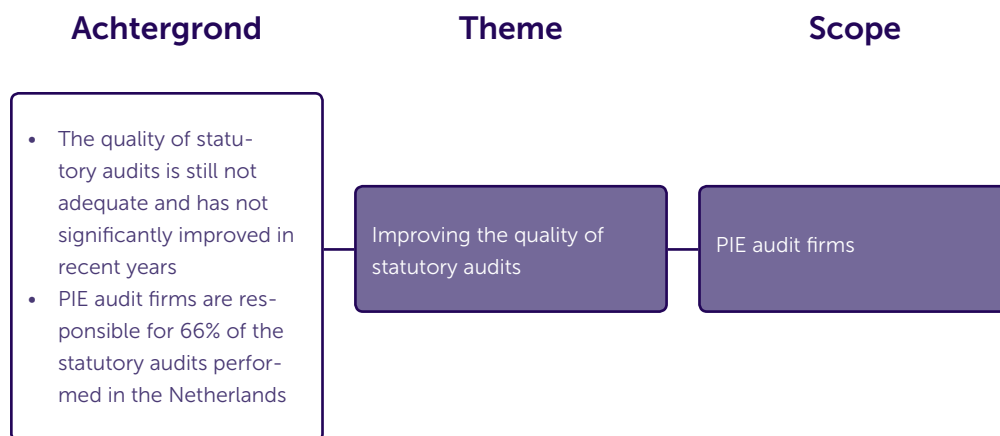 Achtergrond
Theme
Scope
• The quality of statu-
tory audits is still not
adequate and has not
significantly improved in
recent years
• PIE audit firms are res-
ponsible for 66% of the
statutory audits perfor-
med in the Netherlands
Improving the quality of
statutory audits
PIE audit firms